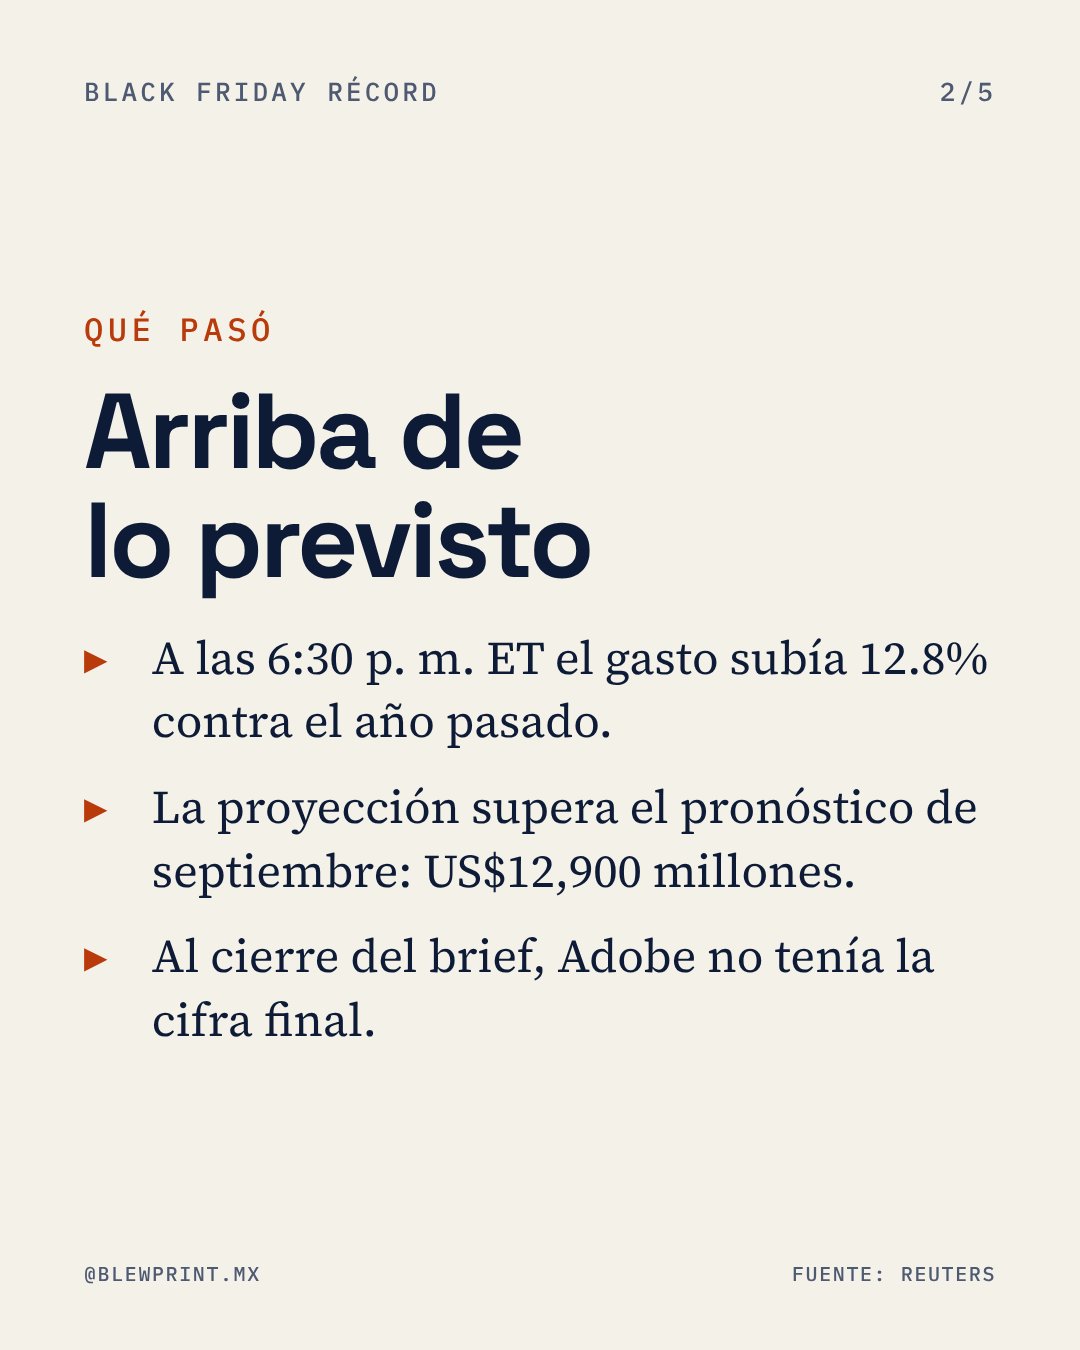 BLACK FRIDAY RÉCORD
2/5
QUÉ PASÓ
Arriba de
lo previsto
▶ A las 6:30 p. m. ET el gasto subía 12.8%
contra el año pasado.
▶ La proyección supera el pronóstico de
septiembre: US$12,900 millones.
▶ Al cierre del brief, Adobe no tenía la
cifra final.
@BLEWPRINT.MX
FUENTE: REUTERS